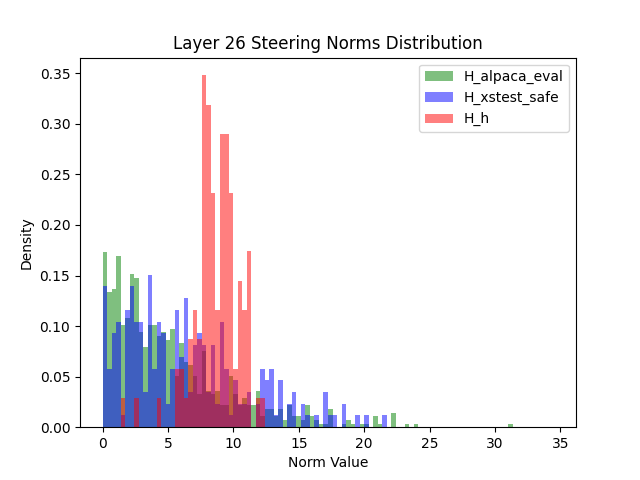 Layer 26 Steering Norms Distribution
H_alpaca_eval
H_xstest_safe
H_h
0.35
0.30
0.25
0.20
0.15
0.10
0.05
0.00
Density
0 5 10 15 20 25 30 35
Norm Value